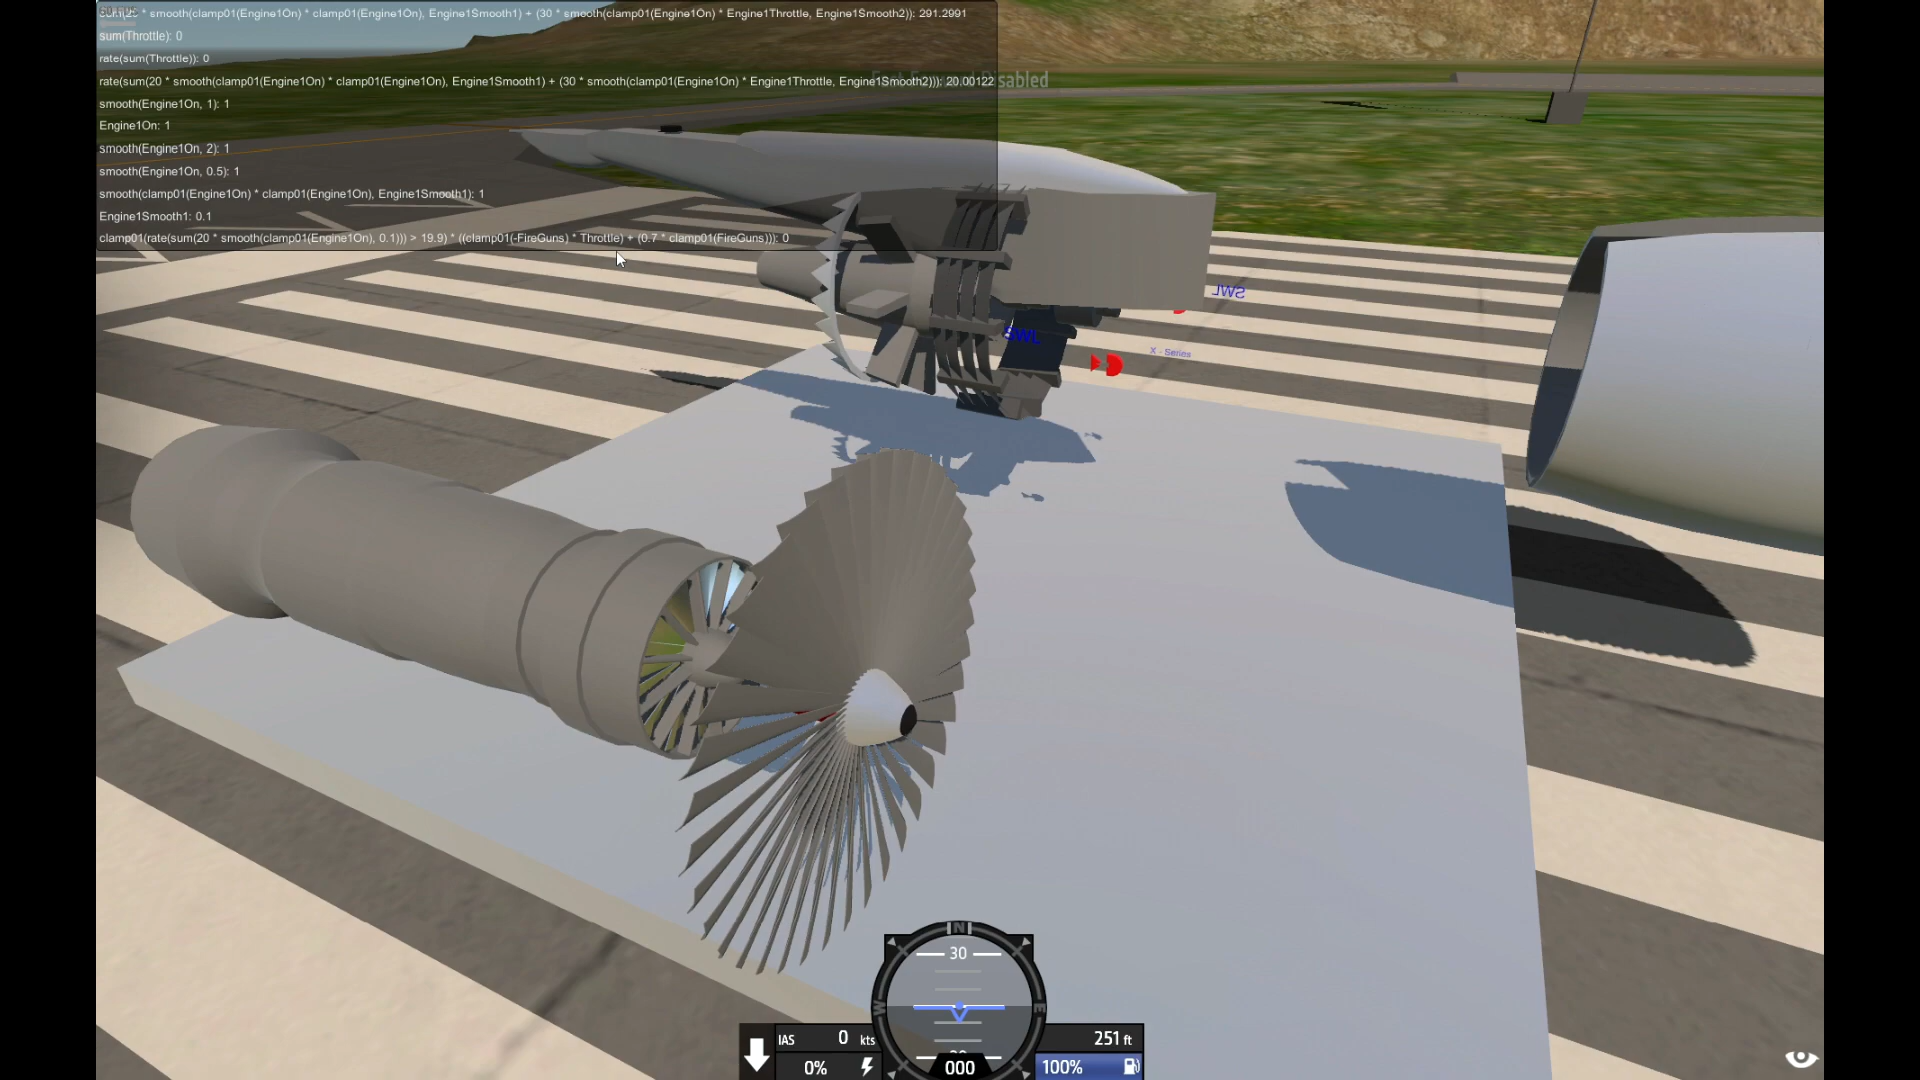 * smooth(clamp01(Engine1On) * clamp01(Engine1On), Engine1Smooth1) + (30 * smooth(clamp01(Engine1On) * Engine1Throttle, Engine1Smooth2)): 291.2991
sum(Throttle): 0
rate(sum(Throttle)): 0
rate(sum(20 * smooth(clamp01(Engine1On) * clamp01(Engine1On), Engine1Smooth1) + (30 * smooth(clamp01(Engine1On) * Engine1Throttle, Engine1Smooth2))): 20.00122
smooth(Engine1On, 1): 1
Engine1On: 1
smooth(Engine1On, 2): 1
smooth(Engine1On, 0.5): 1
smooth(clamp01(Engine1On) * clamp01(Engine1On), Engine1Smooth1): 1
Engine1Smooth1: 0.1
clamp01(rate(sum(20 * smooth(clamp01(Engine1On), 0.1))) > 19.9) * ((clamp01(-FireGuns) * Throttle) + (0.7 * clamp01(FireGuns))): 0
SWL
SWL
X - Series
N
30
W
E
IAS 0 kts
251 ft
0%
000
100%